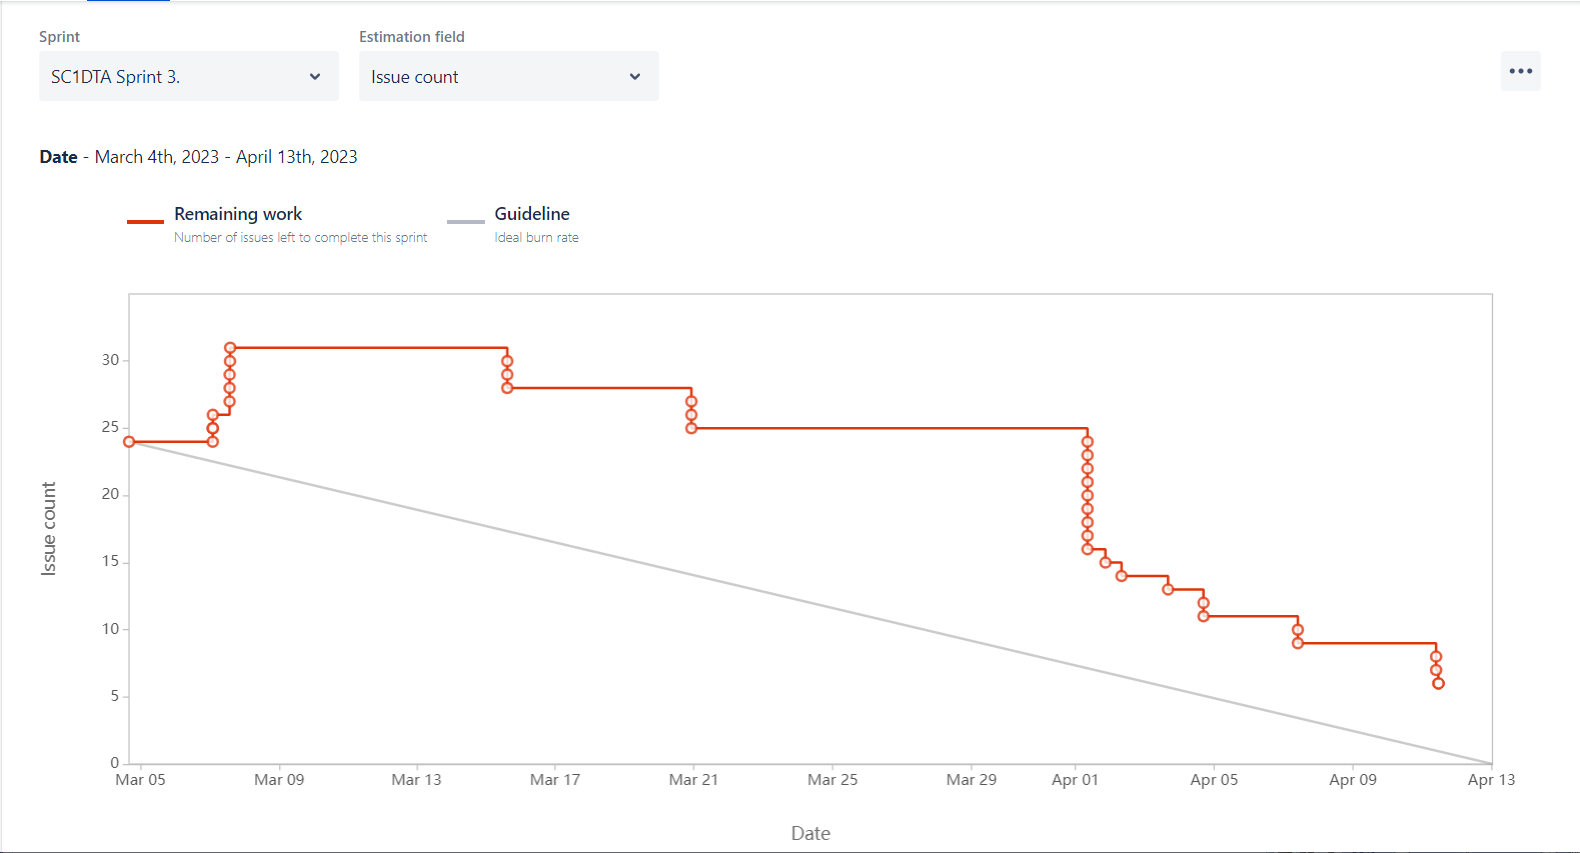 Sprint
Estimation field
SC1DTA Sprint 3.
Issue count
Date - March 4th, 2023 - April 13th, 2023
Remaining work
Guideline
Number of issues left to complete this sprint
Ideal burn rate
30
25
20
15
10
5
0
Issue count
Mar 05
Mar 09
Mar 13
Mar 17
Mar 21
Mar 25
Mar 29
Apr 01
Apr 05
Apr 09
Apr 13
Date